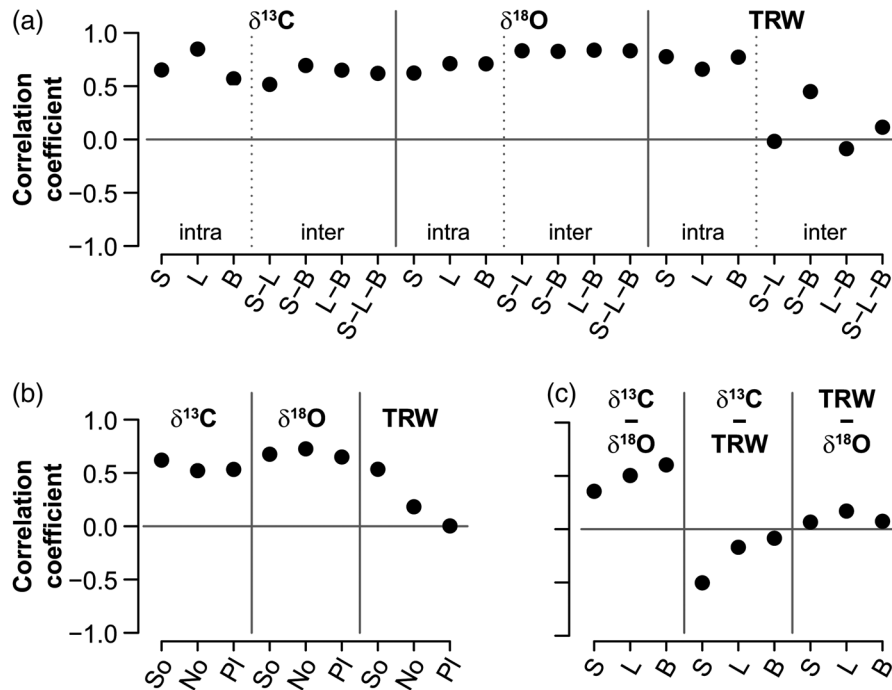 (a)
δ¹³C
δ¹⁸O
TRW
Correlation
coefficient
1.0
0.5
0.0
−0.5
−1.0
intra
inter
intra
inter
intra
inter
S
L
B
S−L
S−B
L−B
S−L−B
S
L
B
S−L
S−B
L−B
S−L−B
S
L
B
S−L
S−B
L−B
S−L−B
(b)
δ¹³C
δ¹⁸O
TRW
Correlation
coefficient
1.0
0.5
0.0
−0.5
−1.0
So
No
Pl
So
No
Pl
So
No
Pl
(c)
δ¹³C
–
δ¹⁸O
δ¹³C
–
TRW
TRW
–
δ¹⁸O
S
L
B
S
L
B
S
L
B